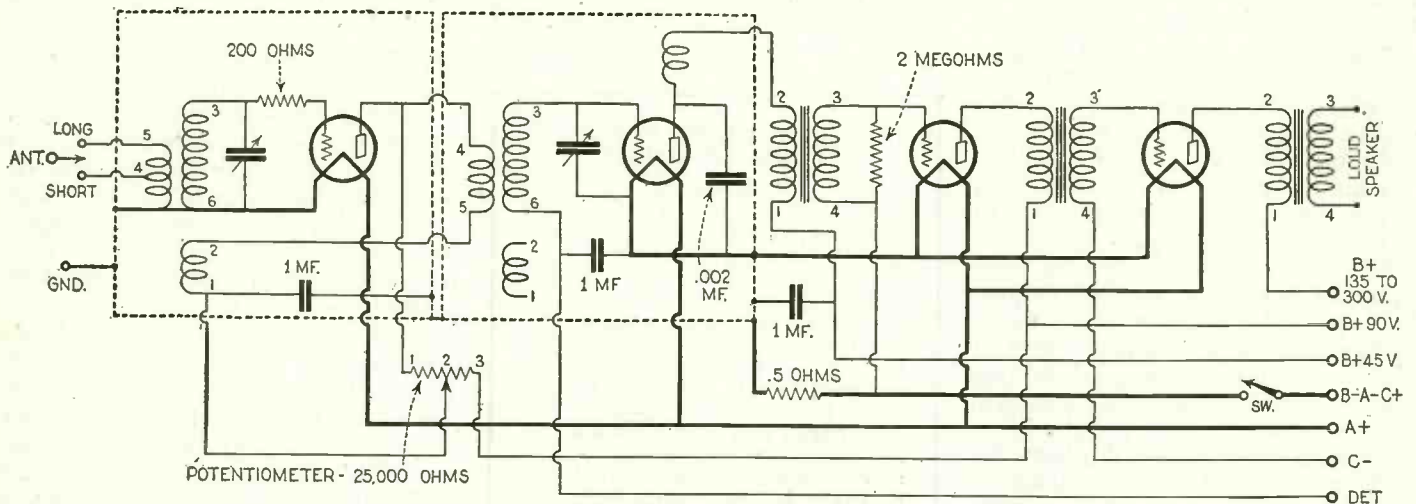 200 OHMS
LONG
ANT.
SHORT
GND.
5
4
3
6
2
1
1 MF.
4
5
3
6
2
1
1 MF.
.002
MF.
2 MEGOHMS
2
1
3
4
1 MF.
2
1
3
4
2
1
3
4
LOUD
SPEAKER
1 2 3
.5 OHMS
POTENTIOMETER - 25,000 OHMS
SW.
B+
135 TO
300 V.
B+ 90 V.
B+45 V
B-A-C+
A+
C-
DET